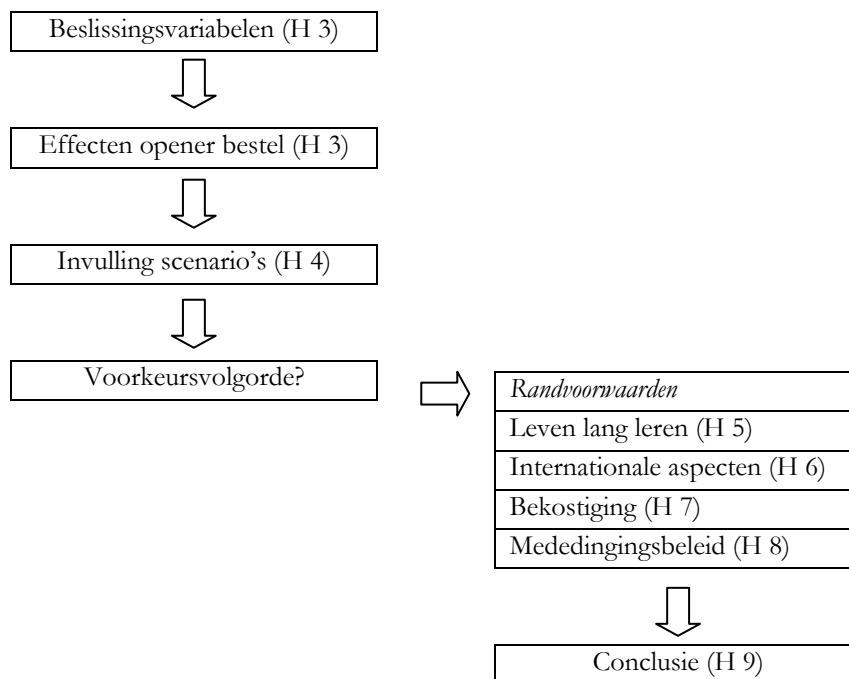 Beslissingsvariabelen (H 3)
Effecten opener bestel (H 3)
Invulling scenario’s (H 4)
Voorkeursvolgorde?
Randvoorwaarden
Leven lang leren (H 5)
Internationale aspecten (H 6)
Bekostiging (H 7)
Mededingingsbeleid (H 8)
Conclusie (H 9)